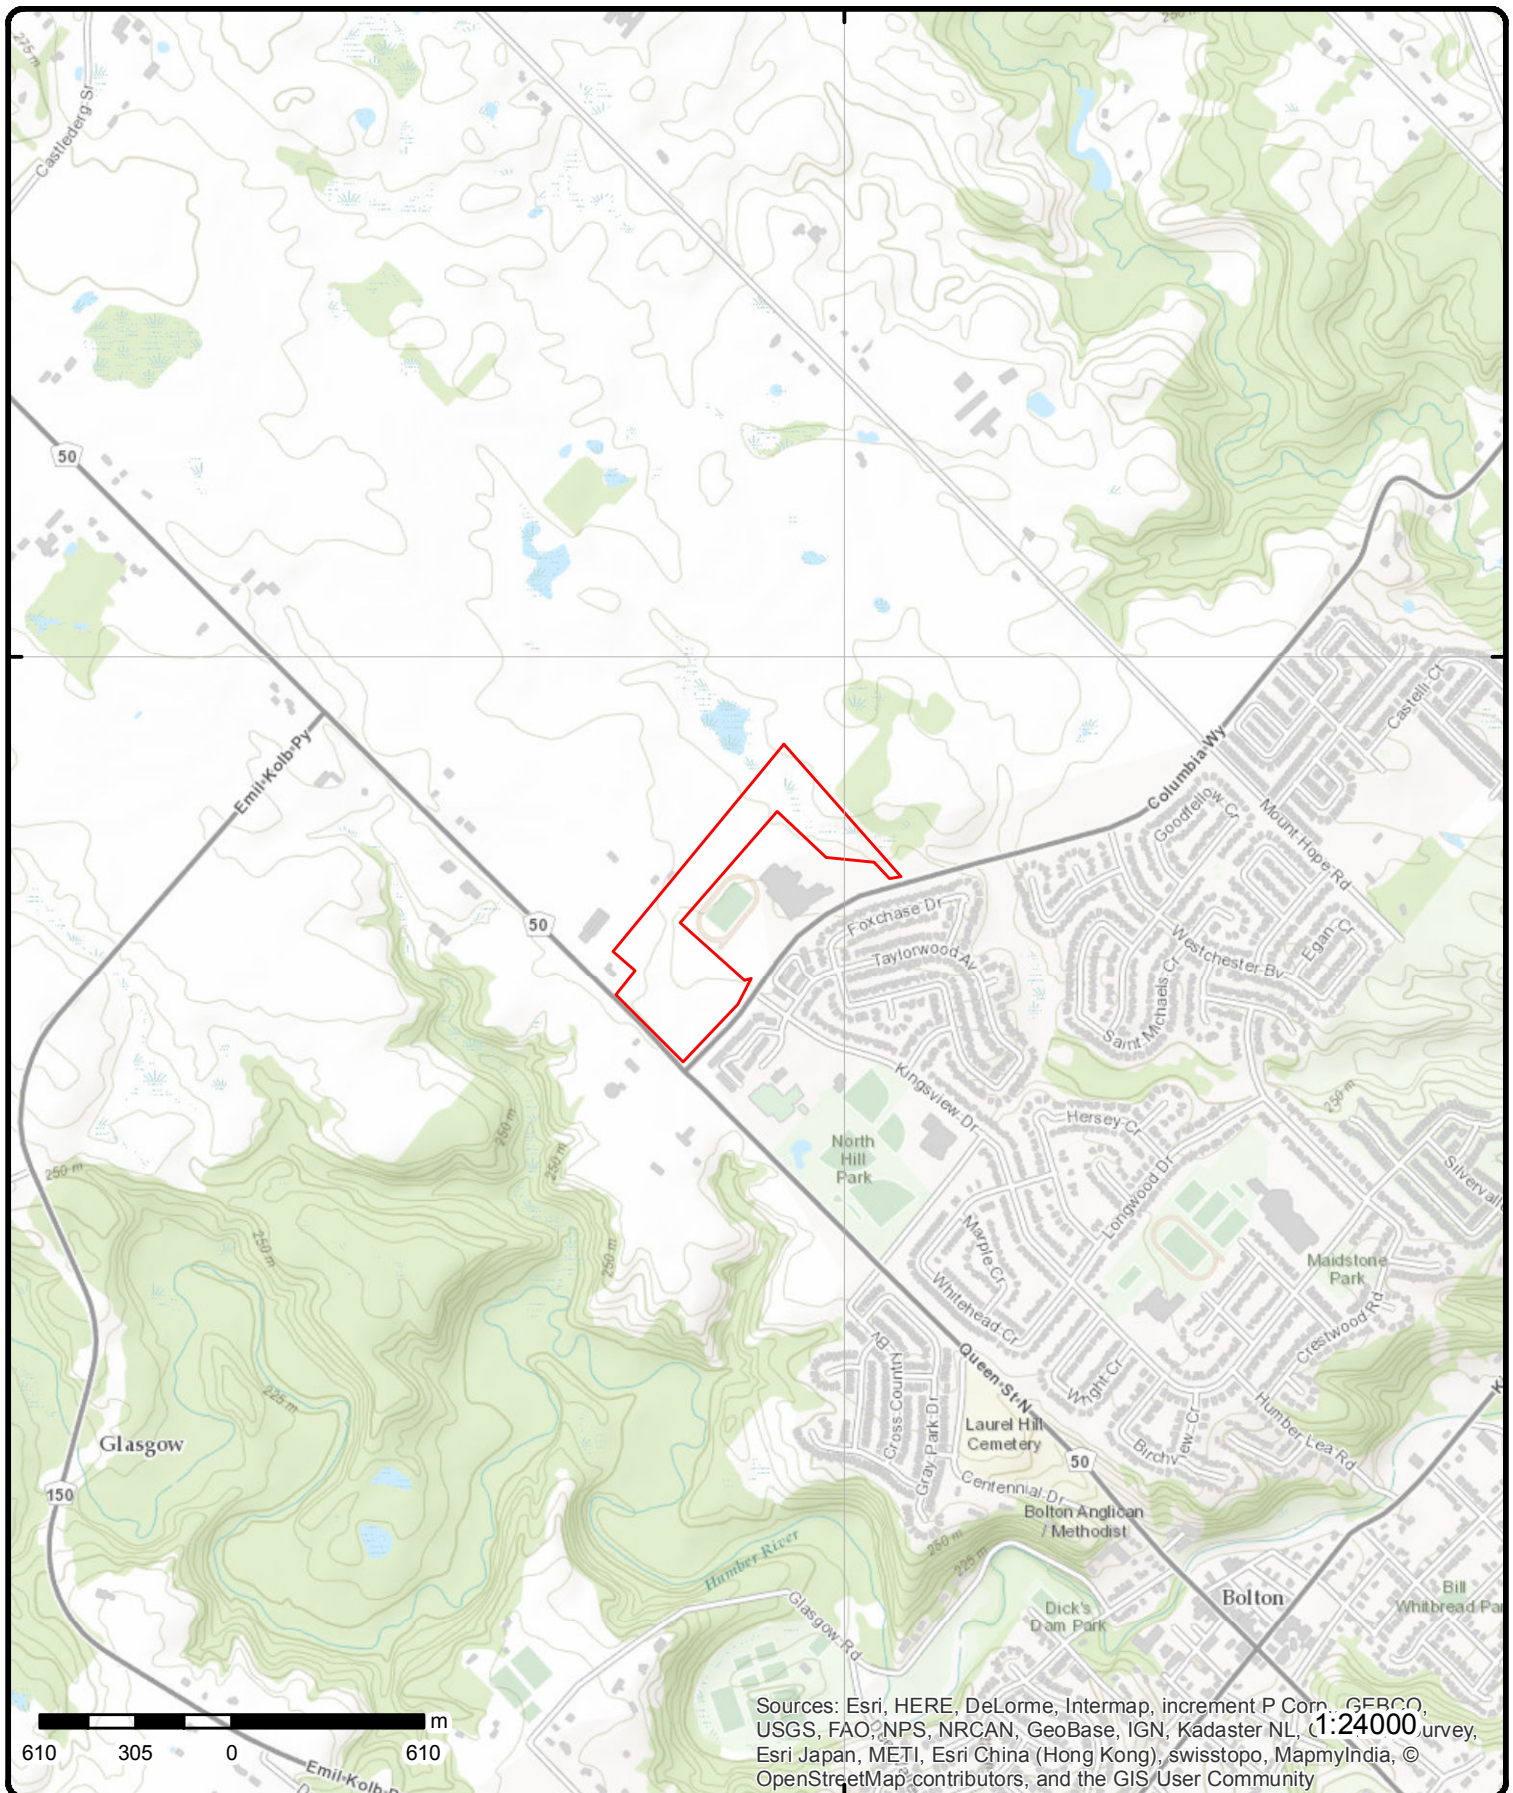 250 m
275 m
Castlederg Sr
50
Castelli Ct
Emil Kolb Py
Columbia Wy
Goodfellow Cr
Mount Hope Rd
50
Foxchase Dr
Taylorwood Av
Westchester Bv
Egan Cr
Saint Michaels Cr
Kingsview Dr
250 m
Hersey Cr
250 m
250 m
250 m
North
Hill
Park
Longwood Dr
250 m
250 m
Marple Cr
Maidstone
Park
Whitehead Cr
Crestwood Rd
Cross Country
Bv
Queen St N
Wright Cr
225 m
Gray Park Dr
Laurel Hill
Cemetery
Humber Lea Rd
Glasgow
50
150
Centennial Dr
Bolton Anglican
/ Methodist
250 m
225 m
Humber River
Glasgow Rd
Dick's
Dam Park
Bolton
Bill
m
610 305 0 610
Emil Kolb
Sources: Esri, HERE, DeLorme, Intermap, increment P Corp., GEBCO,
USGS, FAO, NPS, NRCAN, GeoBase, IGN, Kadaster NL,
1:24000
Esri Japan, METI, Esri China (Hong Kong), swisstopo, MapmyIndia, ©
OpenStreetMap contributors, and the GIS User Community